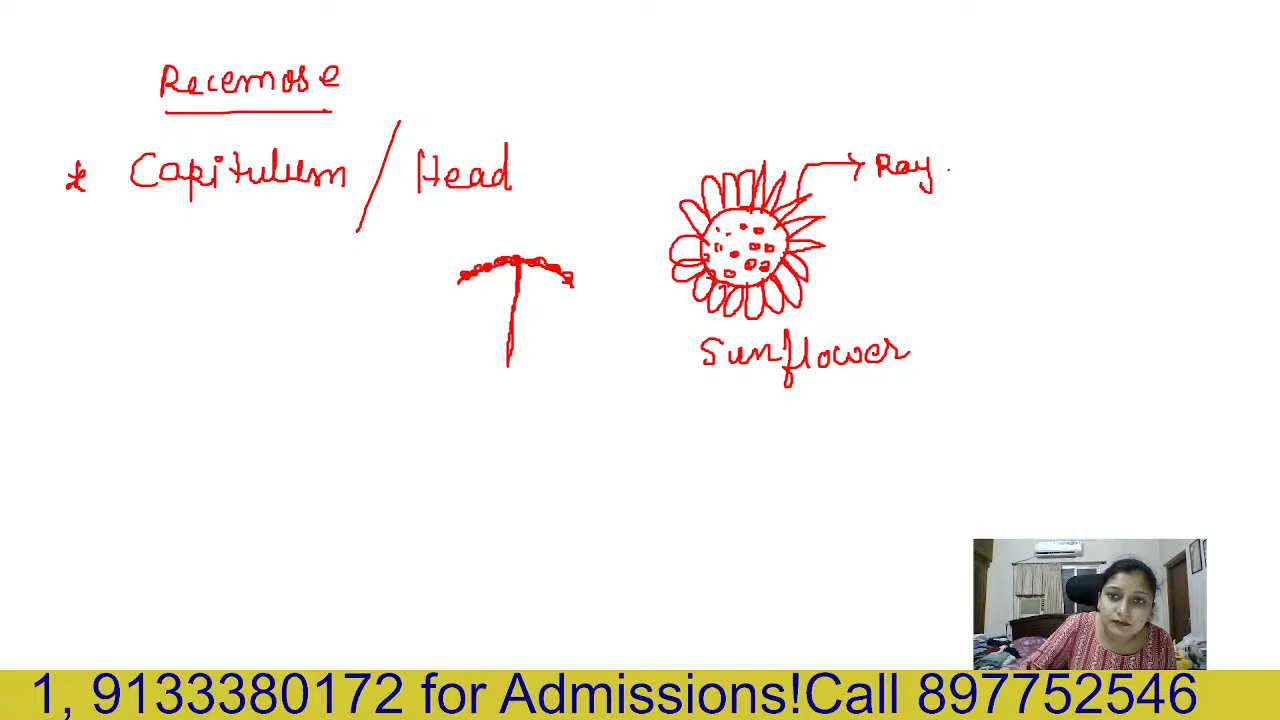 Recemose
* Capitulum / Head
Ray
Sunflower
1, 9133380172 for Admissions!Call 897752546